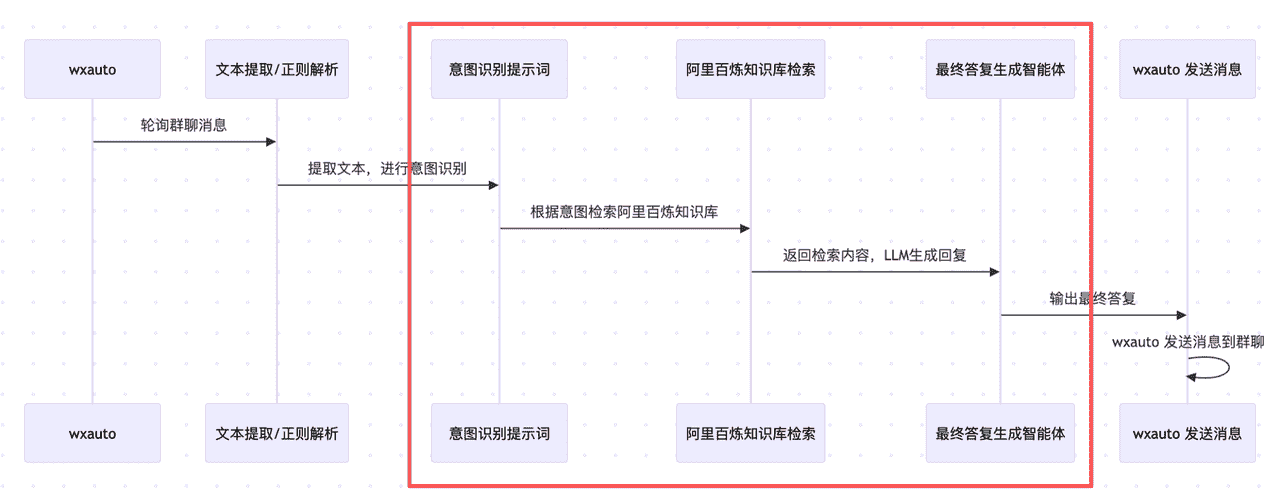 wxauto
文本提取/正则解析
意图识别提示词
阿里百炼知识库检索
最终答复生成智能体
wxauto 发送消息
轮询群聊消息
提取文本，进行意图识别
根据意图检索阿里百炼知识库
返回检索内容，LLM生成回复
输出最终答复
wxauto 发送消息到群聊
wxauto
文本提取/正则解析
意图识别提示词
阿里百炼知识库检索
最终答复生成智能体
wxauto 发送消息